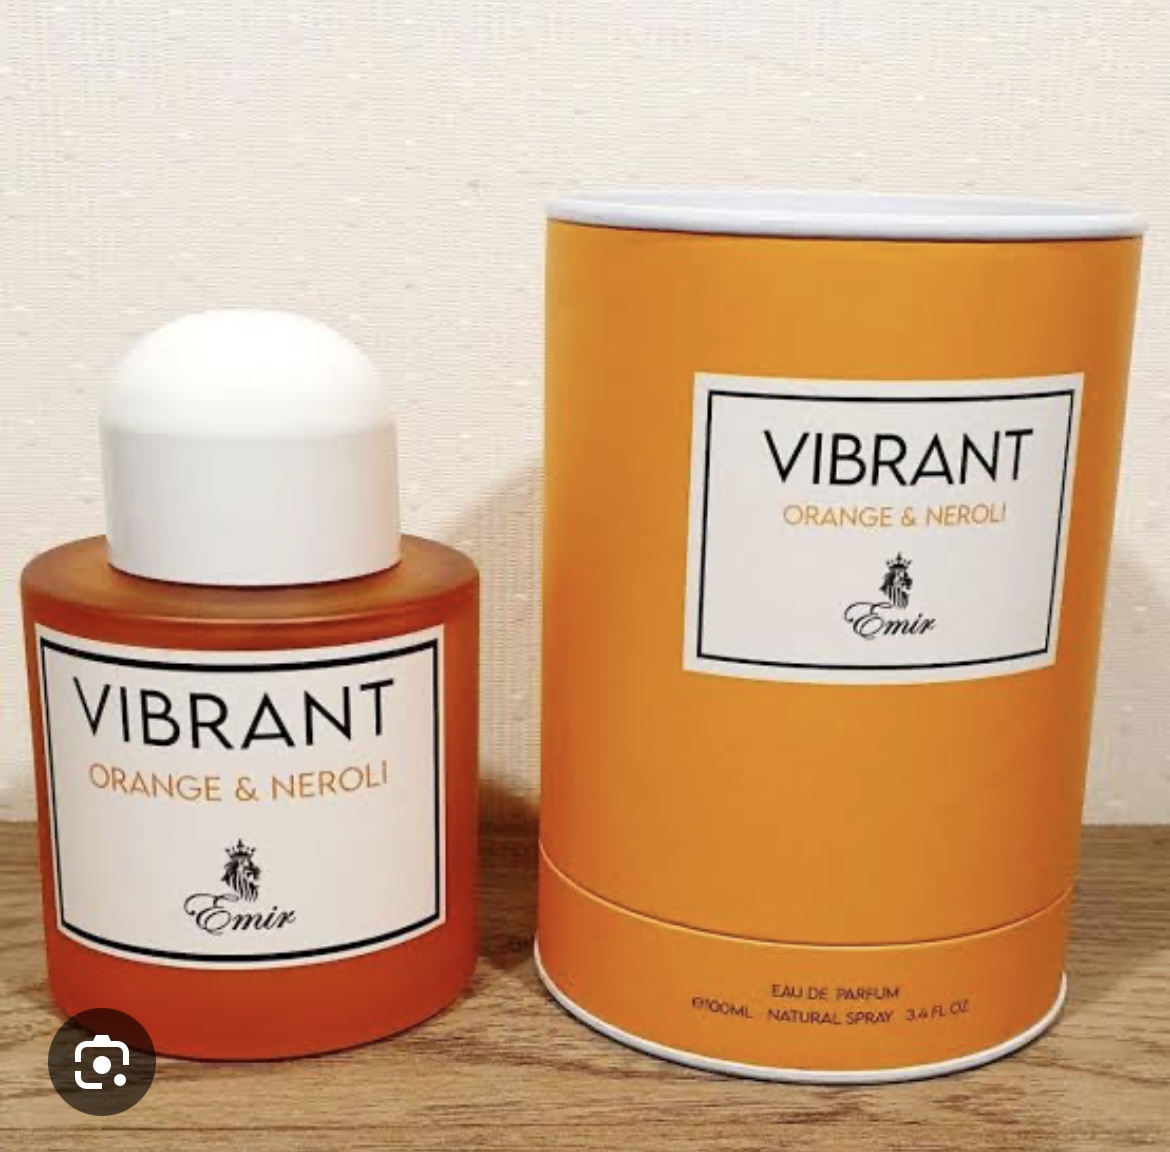 VIBRANT
ORANGE & NEROLI
Emir
VIBRANT
ORANGE & NEROLI
Emir
EAU DE PARFUM
℮100ML NATURAL SPRAY 3.4 FL OZ